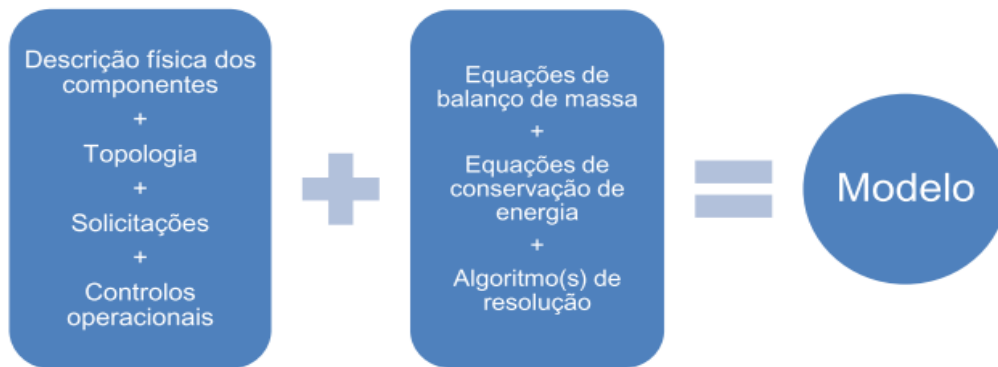 Descrição física dos
componentes
+
Topologia
+
Solicitações
+
Controlos
operacionais
Equações de
balanço de massa
+
Equações de
conservação de
energia
+
Algoritmo(s) de
resolução
Modelo